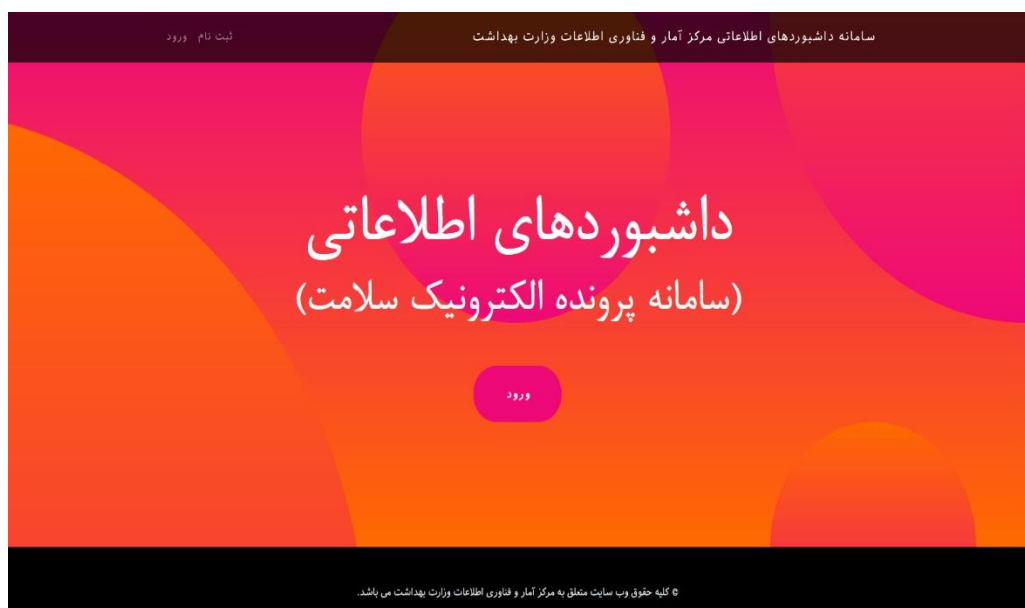 سامانه داشبوردهای اطلاعاتی مرکز آمار و فناوری اطلاعات وزارت بهداشت
ثبت نام ورود
داشبوردهای اطلاعاتی
(سامانه پرونده الکترونیک سلامت)
ورود
© کلیه حقوق وب سایت متعلق به مرکز آمار و فناوری اطلاعات وزارت بهداشت می باشد.